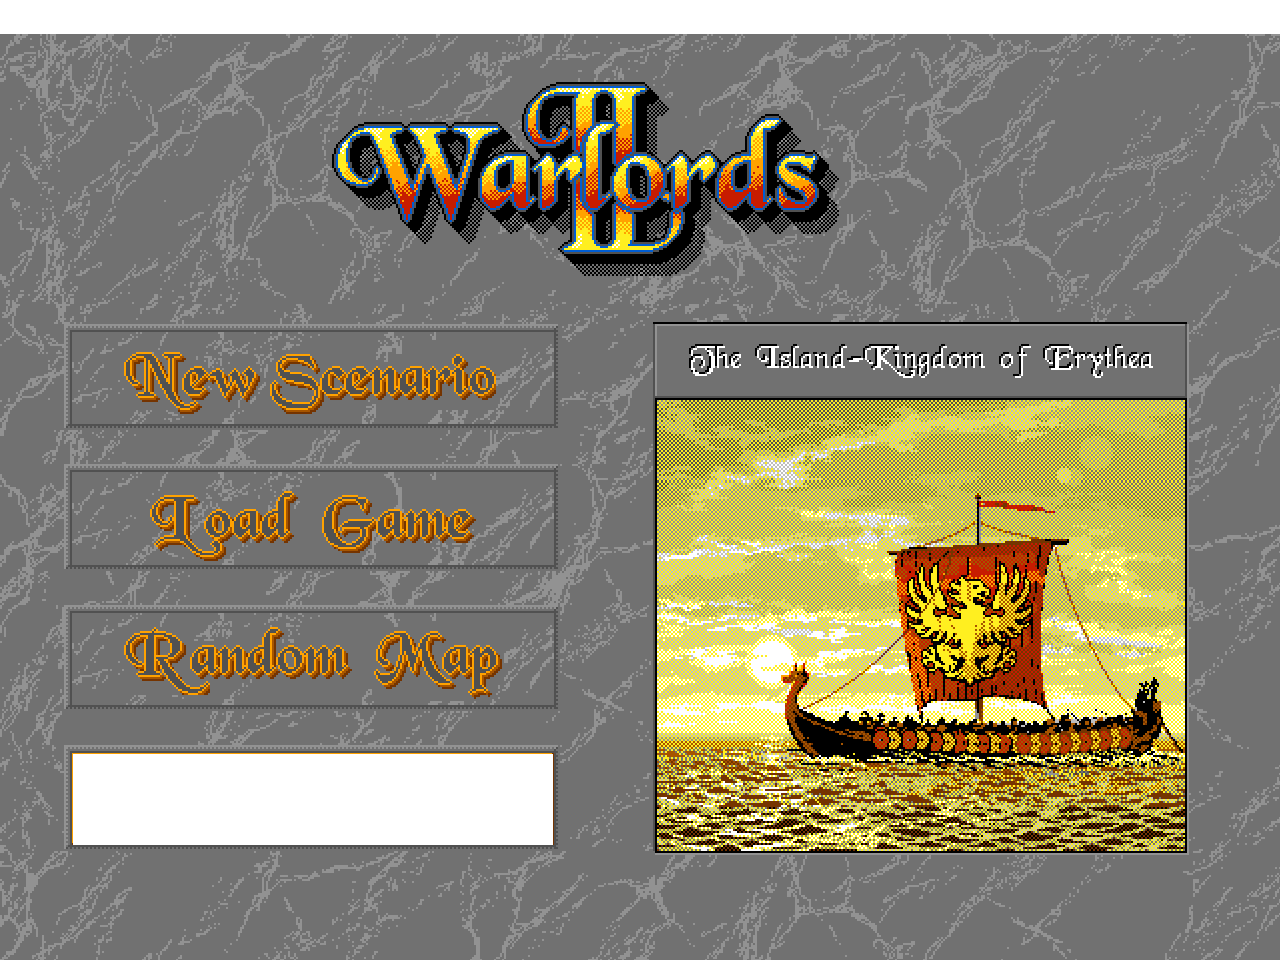 Warlords II
New Scenario
Load Game
Random Map
The Island-Kingdom of Erythea